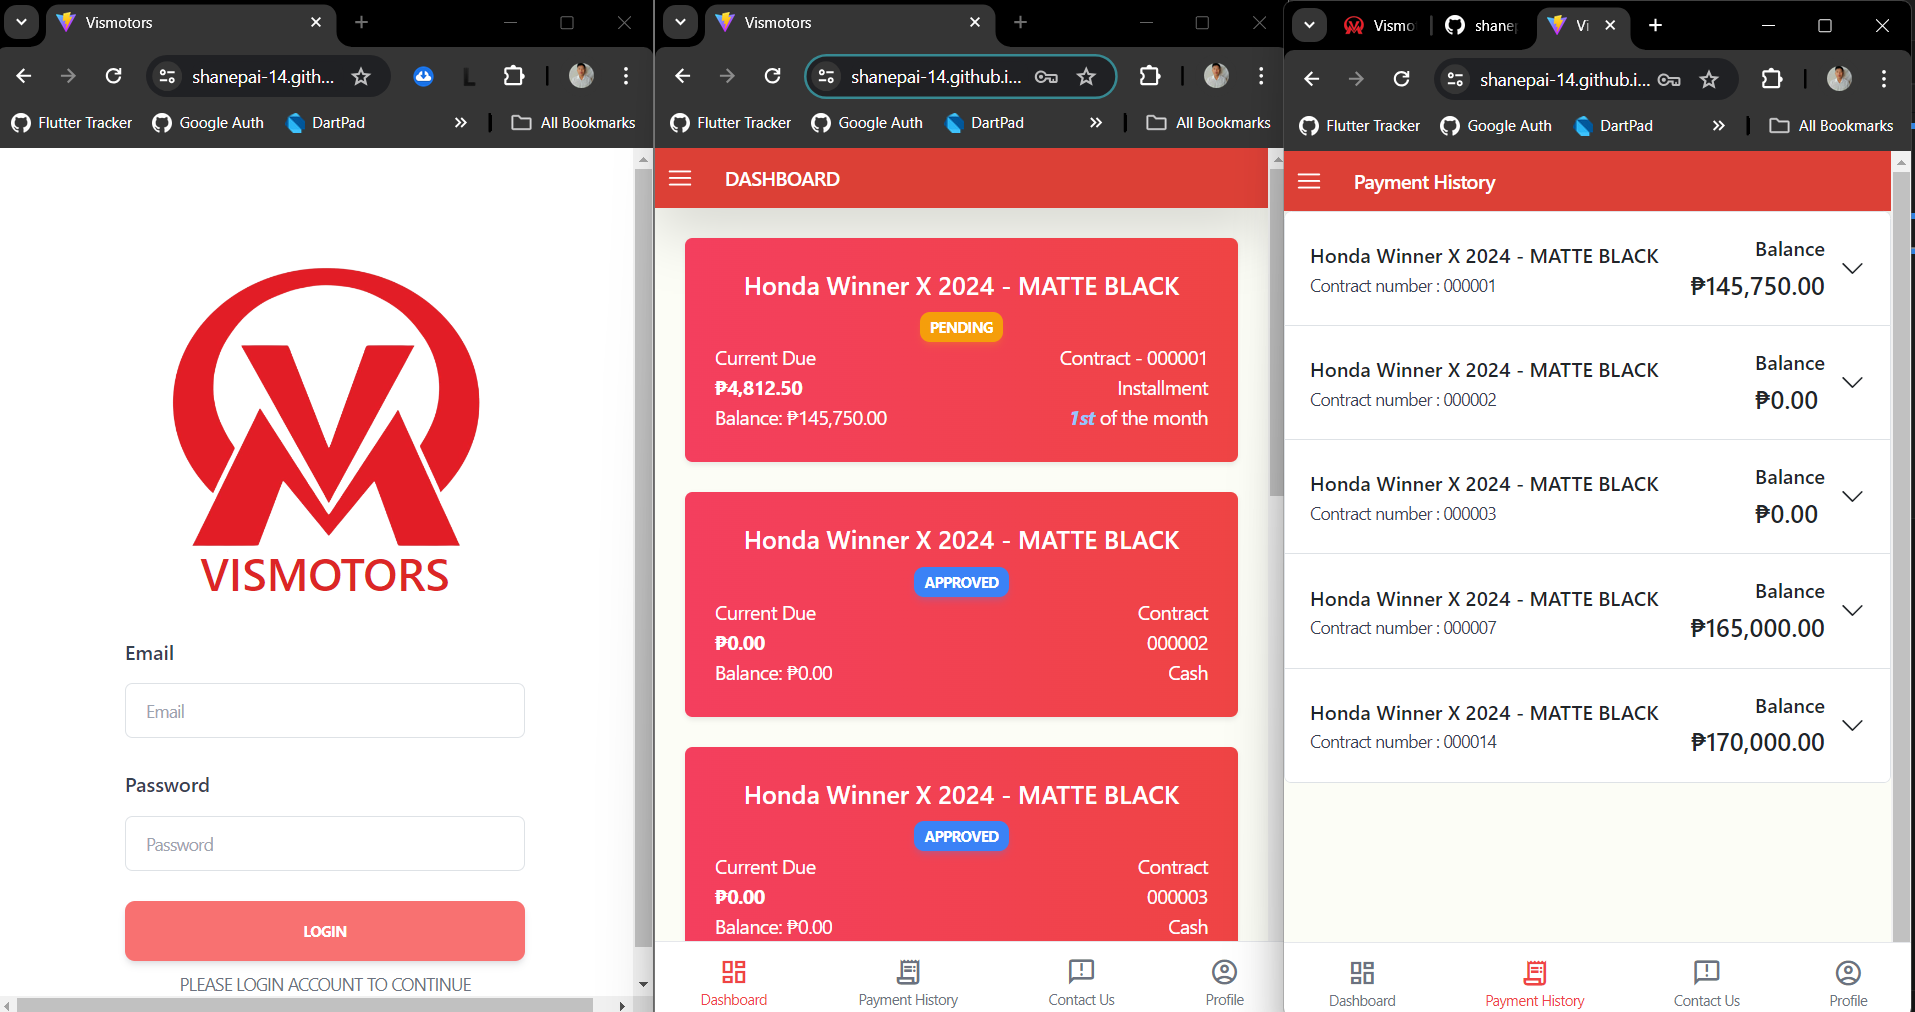 Vismotors
shanepai-14.gith...
Flutter Tracker
Google Auth
DartPad
All Bookmarks
VM
VISMOTORS
Email
Email
Password
Password
LOGIN
PLEASE LOGIN ACCOUNT TO CONTINUE
Vismotors
shanepai-14.github.i...
Flutter Tracker
Google Auth
DartPad
All Bookmarks
DASHBOARD
Honda Winner X 2024 - MATTE BLACK
PENDING
Current Due
Contract - 000001
₱4,812.50
Installment
Balance: ₱145,750.00
1st of the month
Honda Winner X 2024 - MATTE BLACK
APPROVED
Current Due
Contract
₱0.00
000002
Balance: ₱0.00
Cash
Honda Winner X 2024 - MATTE BLACK
APPROVED
Current Due
Contract
₱0.00
000003
Balance: ₱0.00
Cash
Dashboard
Payment History
Contact Us
Profile
Vismo
shanep
Vi
shanepai-14.github.i...
Flutter Tracker
Google Auth
DartPad
All Bookmarks
Payment History
Honda Winner X 2024 - MATTE BLACK
Contract number : 000001
Balance
₱145,750.00
Honda Winner X 2024 - MATTE BLACK
Contract number : 000002
Balance
₱0.00
Honda Winner X 2024 - MATTE BLACK
Contract number : 000003
Balance
₱0.00
Honda Winner X 2024 - MATTE BLACK
Contract number : 000007
Balance
₱165,000.00
Honda Winner X 2024 - MATTE BLACK
Contract number : 000014
Balance
₱170,000.00
Dashboard
Payment History
Contact Us
Profile